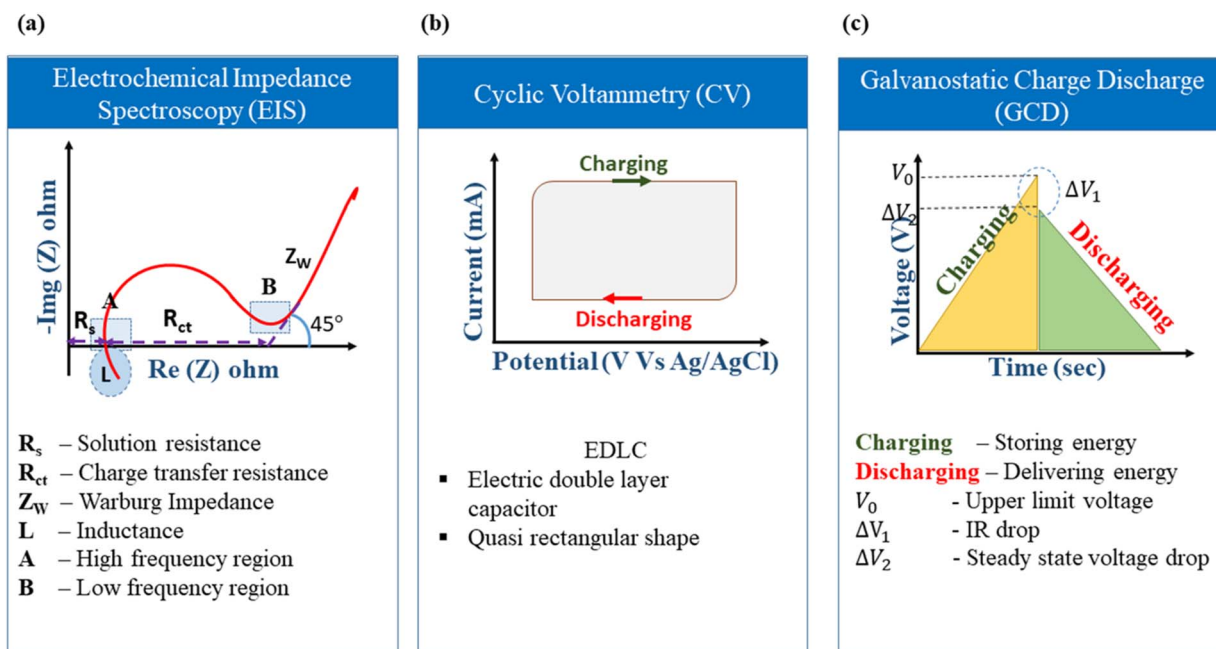 (a)
Electrochemical Impedance
Spectroscopy (EIS)
-Img (Z) ohm
A
B
Z_W
R_s
R_ct
45°
L
Re (Z) ohm
R_s – Solution resistance
R_ct – Charge transfer resistance
Z_W – Warburg Impedance
L – Inductance
A – High frequency region
B – Low frequency region
(b)
Cyclic Voltammetry (CV)
Charging
Current (mA)
Discharging
Potential (V Vs Ag/AgCl)
EDLC
▪ Electric double layer
capacitor
▪ Quasi rectangular shape
(c)
Galvanostatic Charge Discharge
(GCD)
V_0
ΔV_1
ΔV_2
Voltage (V)
Charging
Discharging
Time (sec)
Charging – Storing energy
Discharging – Delivering energy
V_0 - Upper limit voltage
ΔV_1 - IR drop
ΔV_2 - Steady state voltage drop